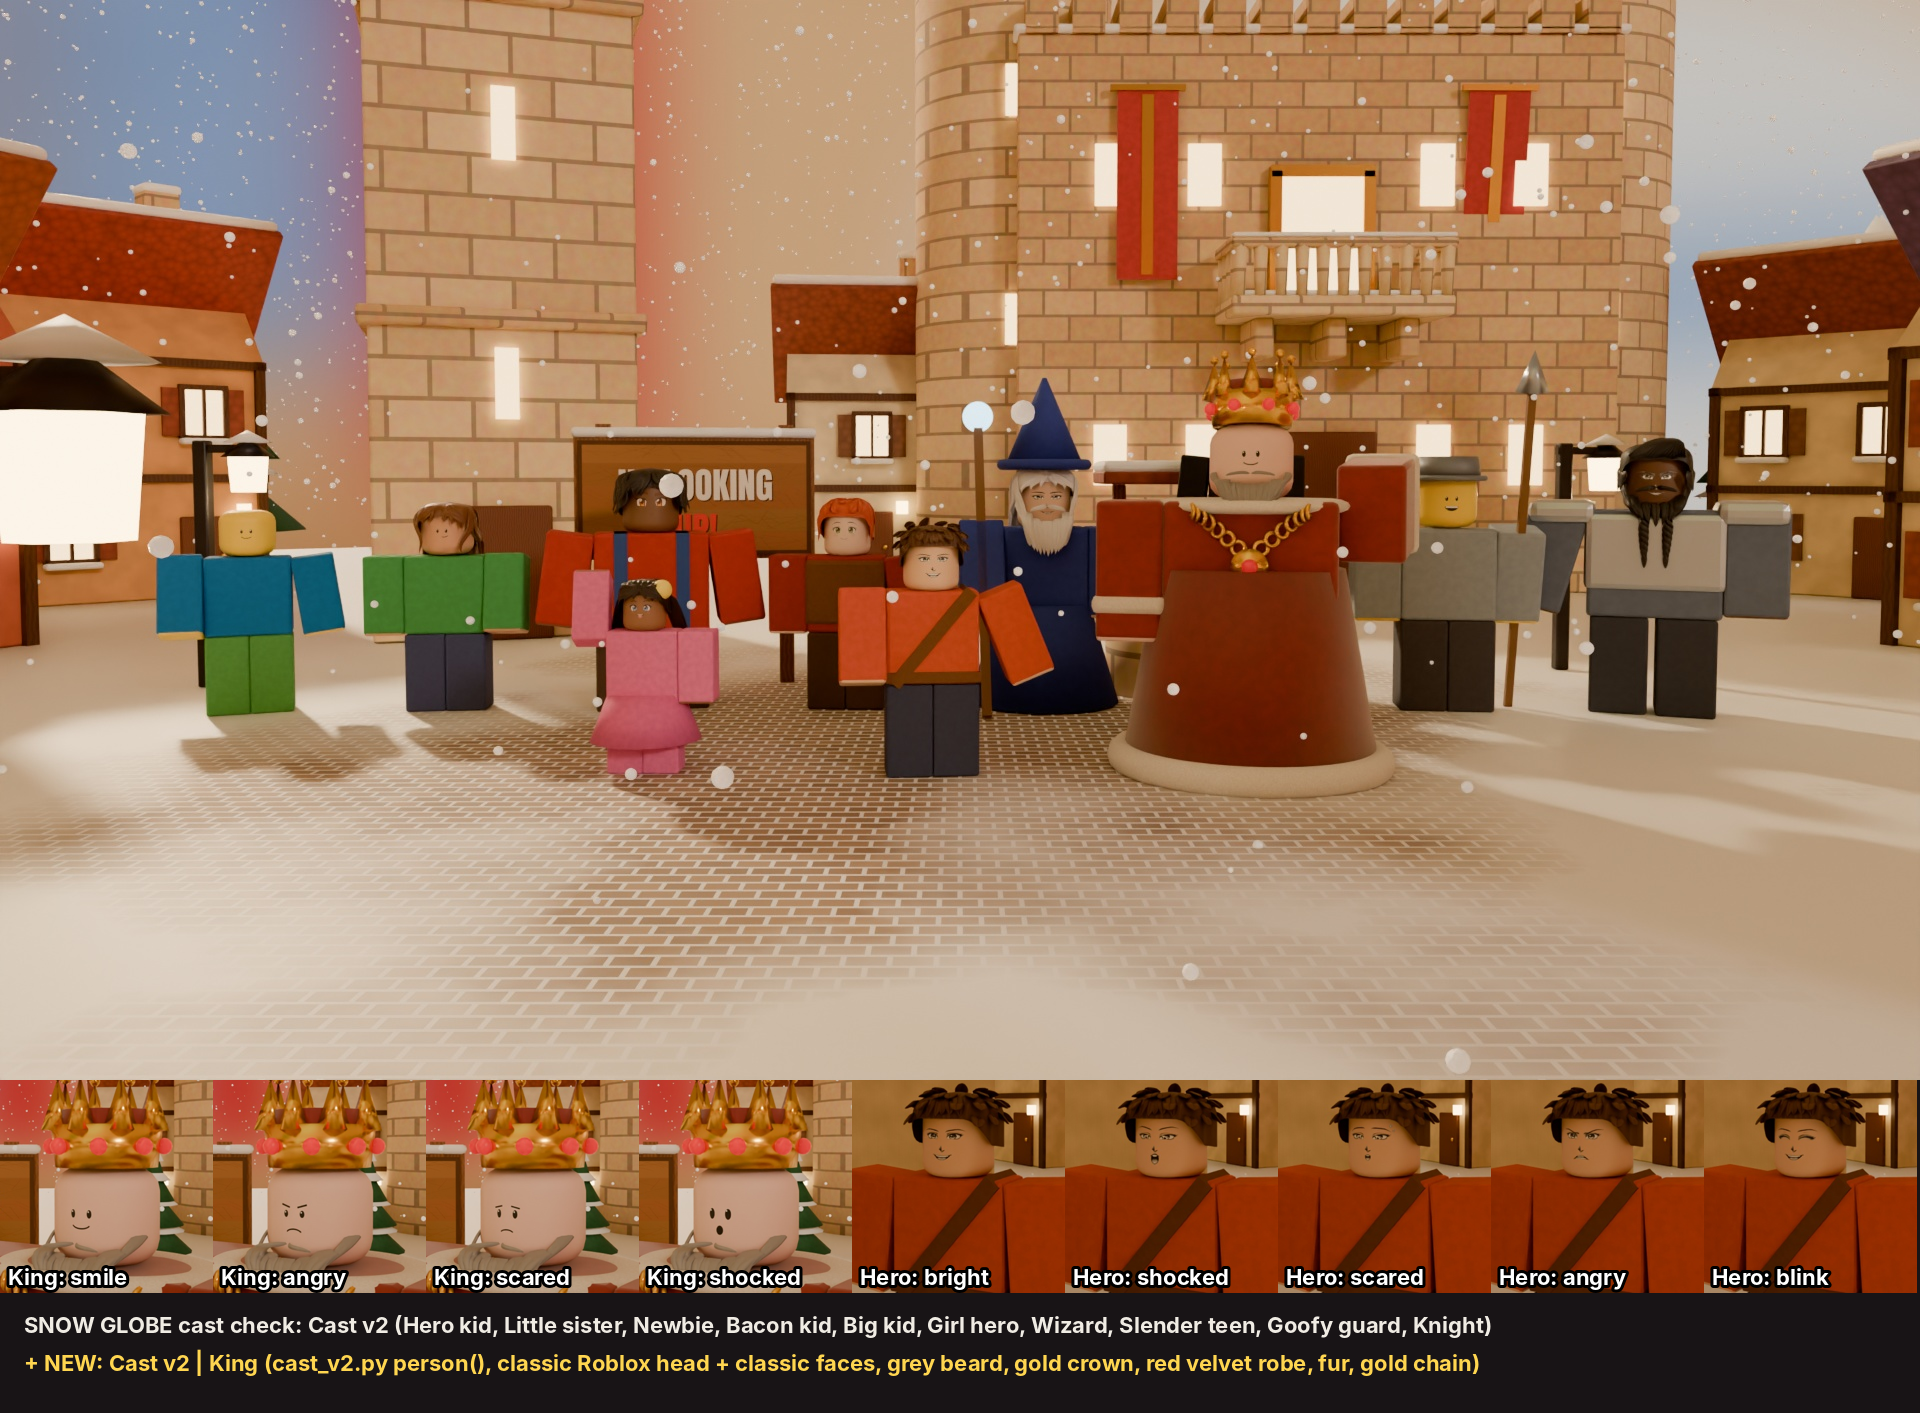 OOKING
King: smile
King: angry
King: scared
King: shocked
Hero: bright
Hero: shocked
Hero: scared
Hero: angry
Hero: blink
SNOW GLOBE cast check: Cast v2 (Hero kid, Little sister, Newbie, Bacon kid, Big kid, Girl hero, Wizard, Slender teen, Goofy guard, Knight)
+ NEW: Cast v2 | King (cast_v2.py person(), classic Roblox head + classic faces, grey beard, gold crown, red velvet robe, fur, gold chain)